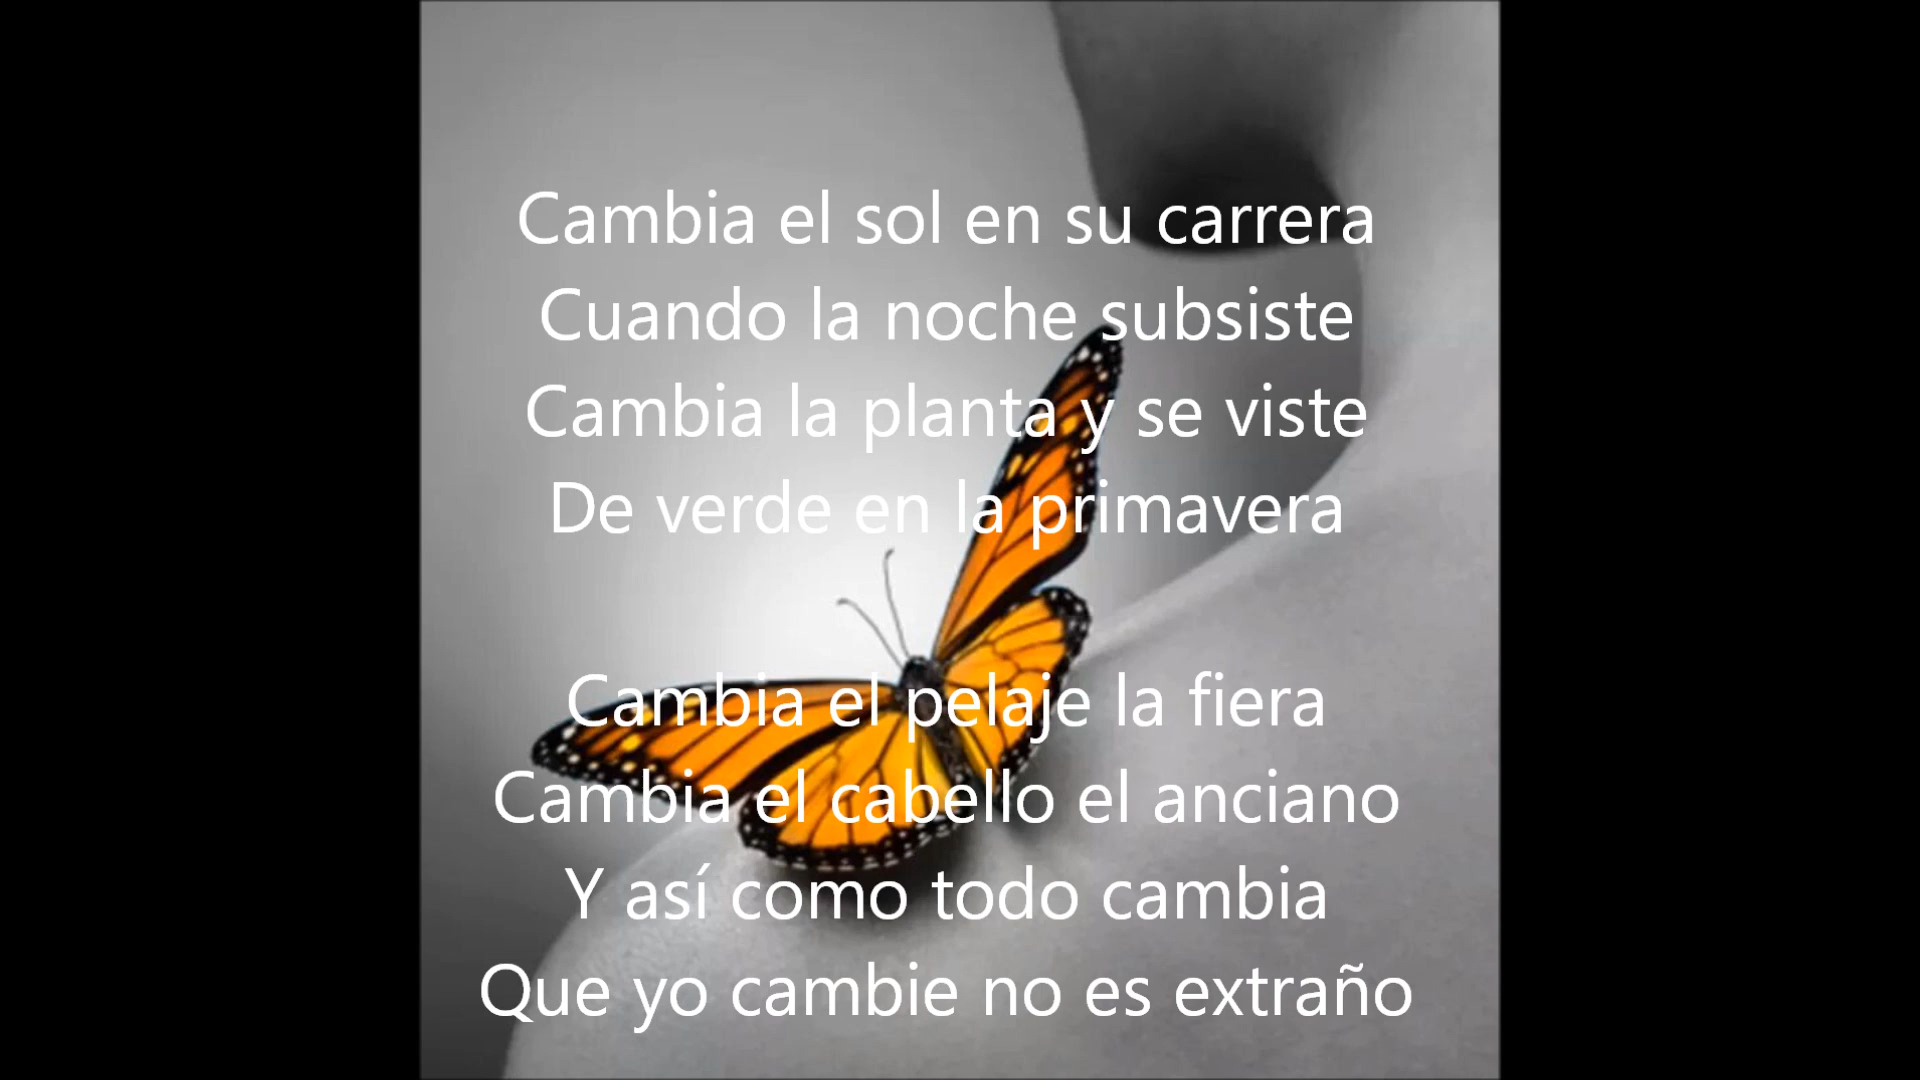 Cambia el sol en su carrera
Cuando la noche subsiste
Cambia la planta y se viste
De verde en la primavera
Cambia el pelaje la fiera
Cambia el cabello el anciano
Y así como todo cambia
Que yo cambie no es extraño